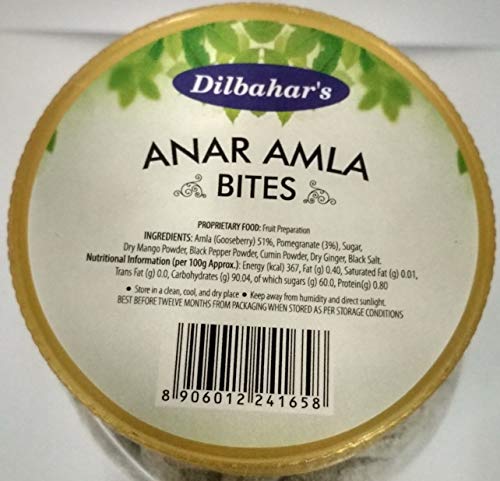 Dilbahar's
ANAR AMLA
BITES
PROPRIETARY FOOD: Fruit Preparation
INGREDIENTS: Amla (Gooseberry) 51%, Pomegranate (3%), Sugar,
Dry Mango Powder, Black Pepper Powder, Cumin Powder, Dry Ginger, Black Salt.
Nutritional Information (per 100g Approx.): Energy (kcal) 367, Fat (g) 0.40, Saturated Fat (g) 0.01,
Trans Fat (g) 0.0, Carbohydrates (g) 90.04, of which sugars (g) 60.0, Protein(g) 0.80
• Store in a clean, cool, and dry place • Keep away from humidity and direct sunlight.
BEST BEFORE TWELVE MONTHS FROM PACKAGING WHEN STORED AS PER STORAGE CONDITIONS
8 906012 241658